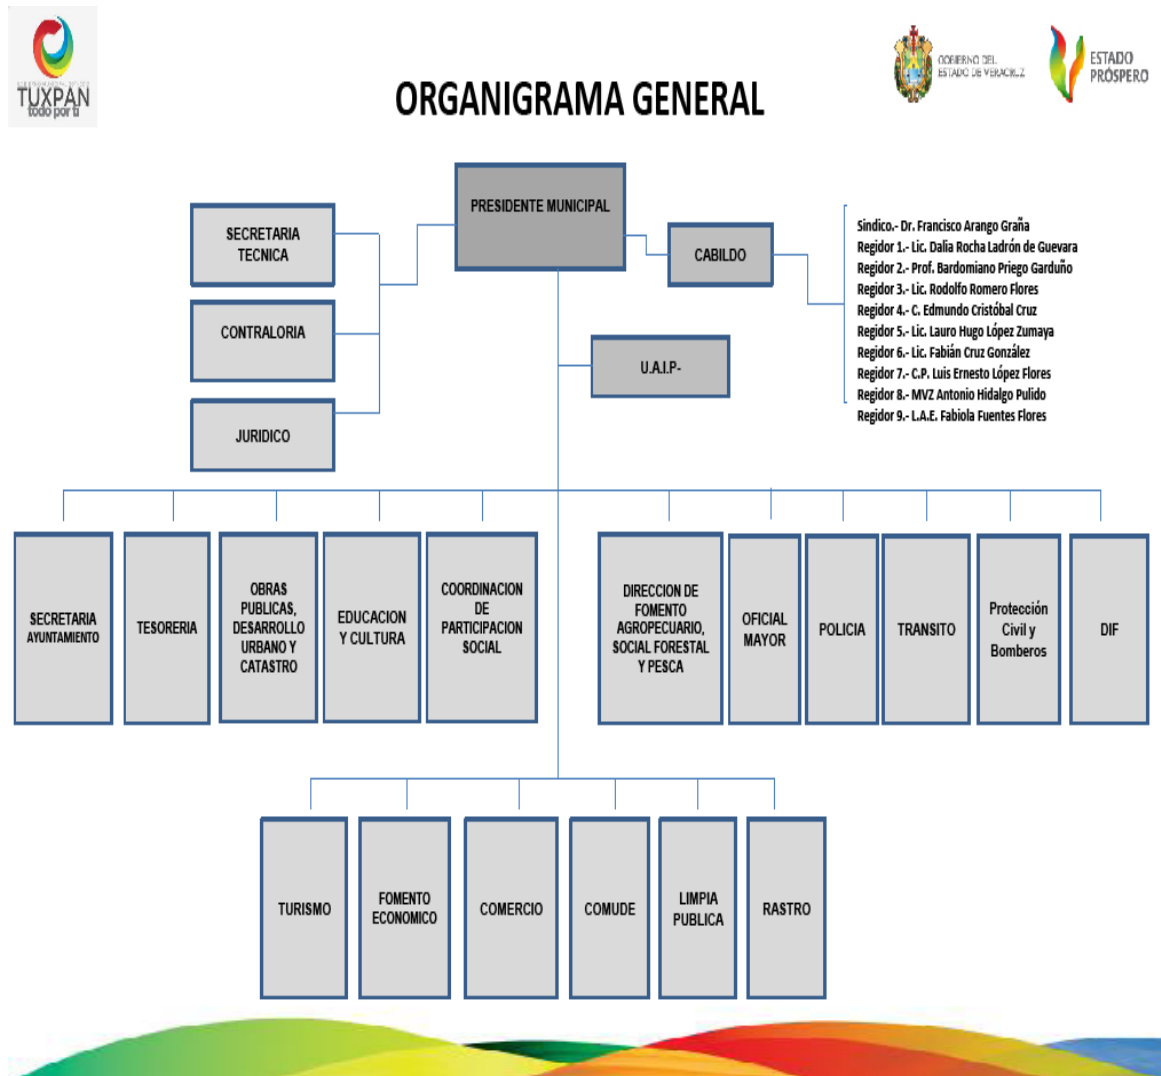 TUXPAN
todo por ti
GOBIERNO DEL
ESTADO DE VERACRUZ
ESTADO
PRÓSPERO
ORGANIGRAMA GENERAL
PRESIDENTE MUNICIPAL
SECRETARIA
TECNICA
CABILDO
CONTRALORIA
U.A.I.P-
JURIDICO
Sindico.- Dr. Francisco Arango Graña
Regidor 1.- Lic. Dalia Rocha Ladrón de Guevara
Regidor 2.- Prof. Bardomiano Priego Garduño
Regidor 3.- Lic. Rodolfo Romero Flores
Regidor 4.- C. Edmundo Cristóbal Cruz
Regidor 5.- Lic. Lauro Hugo López Zumaya
Regidor 6.- Lic. Fabián Cruz González
Regidor 7.- C.P. Luis Ernesto López Flores
Regidor 8.- MVZ Antonio Hidalgo Pulido
Regidor 9.- L.A.E. Fabiola Fuentes Flores
SECRETARIA
AYUNTAMIENTO
TESORERIA
OBRAS
PUBLICAS,
DESARROLLO
URBANO Y
CATASTRO
EDUCACION
Y CULTURA
COORDINACION
DE
PARTICIPACION
SOCIAL
DIRECCION DE
FOMENTO
AGROPECUARIO,
SOCIAL FORESTAL
Y PESCA
OFICIAL
MAYOR
POLICIA
TRANSITO
Protección
Civil y
Bomberos
DIF
TURISMO
FOMENTO
ECONOMICO
COMERCIO
COMUDE
LIMPIA
PUBLICA
RASTRO